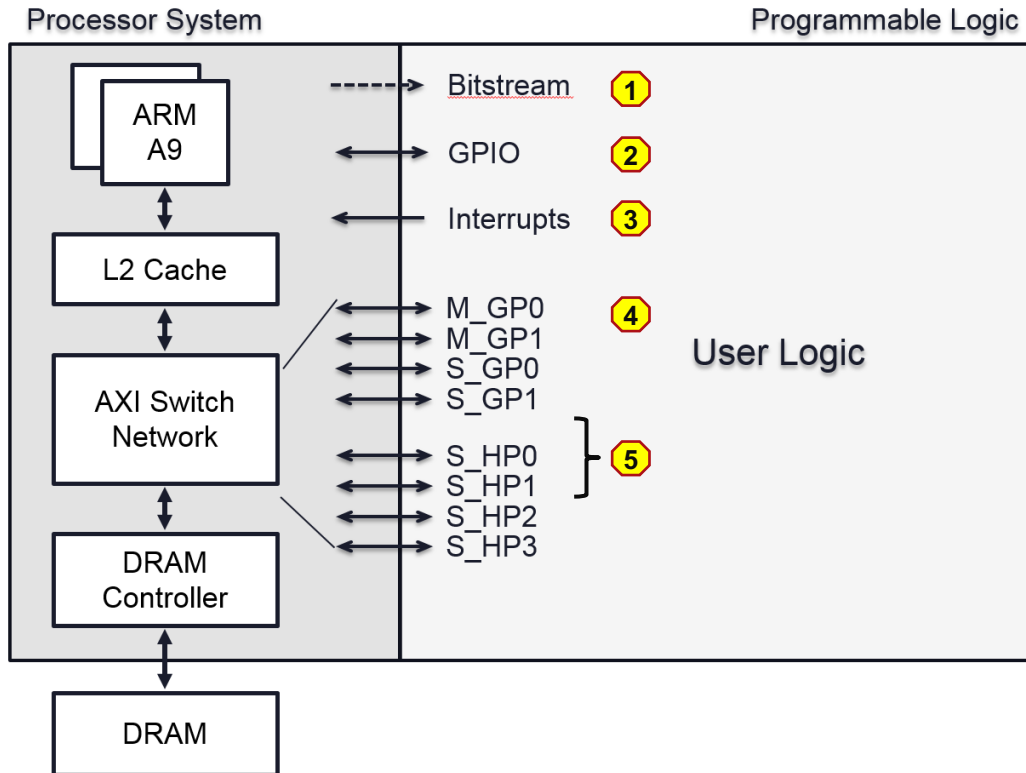 Processor System
Programmable Logic
ARM
A9
L2 Cache
AXI Switch
Network
DRAM
Controller
DRAM
Bitstream 1
GPIO 2
Interrupts 3
M_GP0 4
M_GP1
S_GP0
S_GP1
S_HP0 5
S_HP1
S_HP2
S_HP3
User Logic